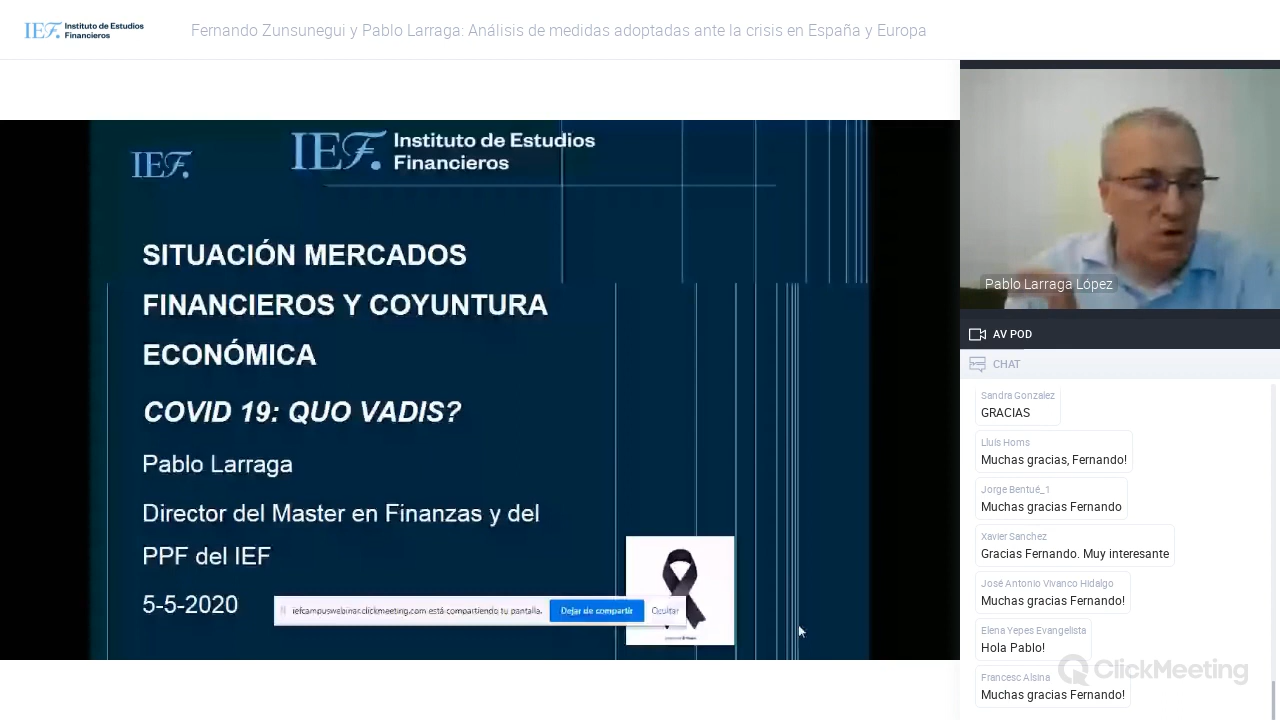 IEF. Instituto de Estudios
Financieros
Fernando Zunsunegui y Pablo Larraga: Análisis de medidas adoptadas ante la crisis en España y Europa
IEF.
IEF. Instituto de Estudios
Financieros
SITUACIÓN MERCADOS
FINANCIEROS Y COYUNTURA
ECONÓMICA
COVID 19: QUO VADIS?
Pablo Larraga
Director del Master en Finanzas y del
PPF del IEF
5-5-2020
iefcampuswebinar.clickmeeting.com está compartiendo tu pantalla.
Dejar de compartir
Ocultar
Pablo Larraga López
AV POD
CHAT
Sandra Gonzalez
GRACIAS
Lluís Homs
Muchas gracias, Fernando!
Jorge Bentué_1
Muchas gracias Fernando
Xavier Sanchez
Gracias Fernando. Muy interesante
José Antonio Vivanco Hidalgo
Muchas gracias Fernando!
Elena Yepes Evangelista
Hola Pablo!
Francesc Alsina
Muchas gracias Fernando!
ClickMeeting